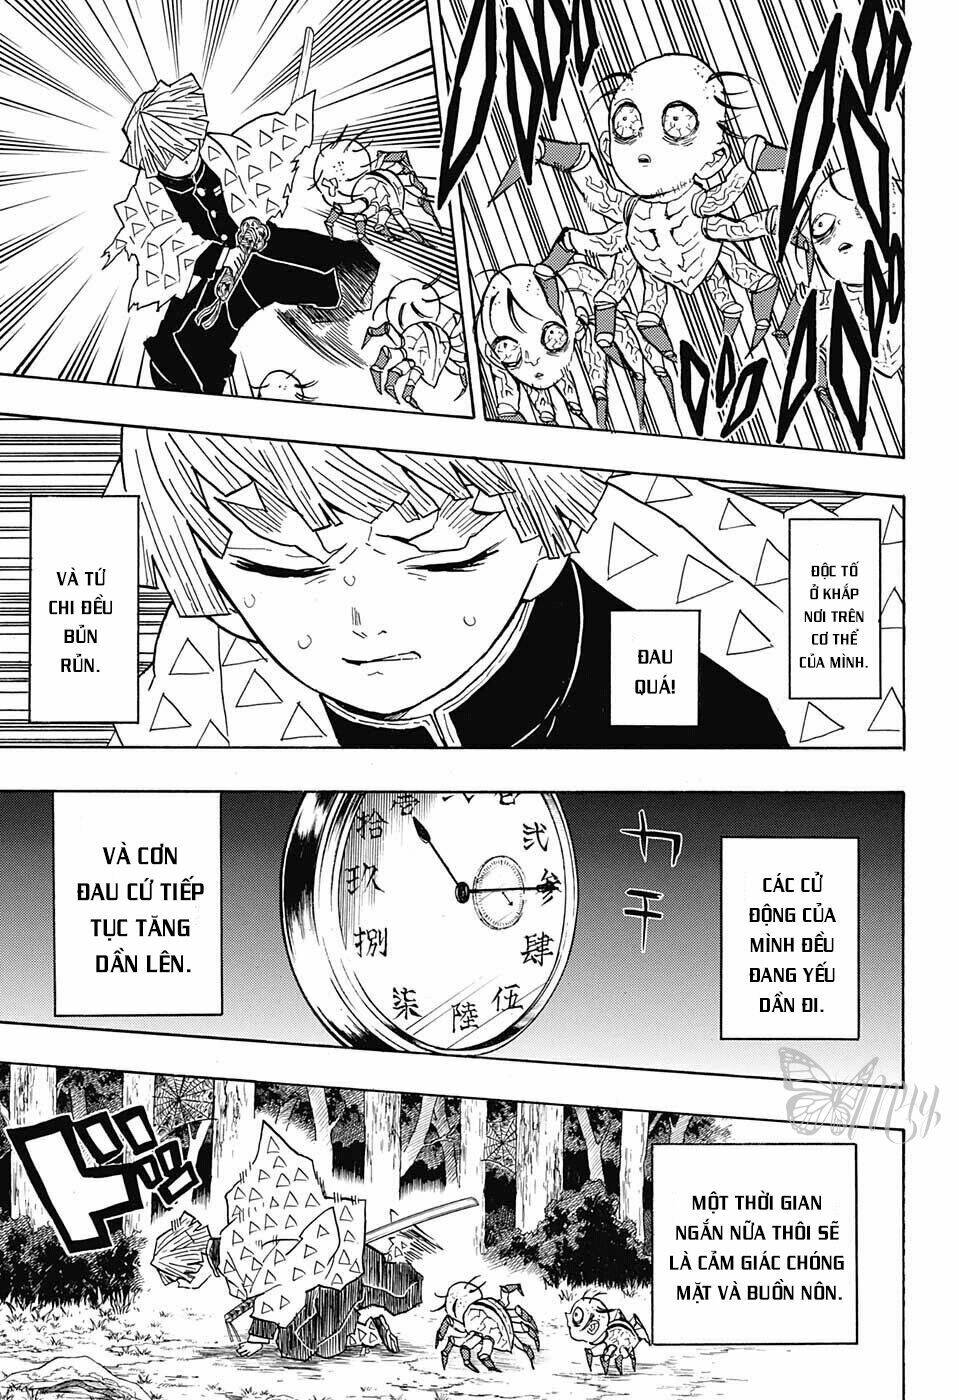 ĐỘC TỐ
Ở KHẮP
NƠI TRÊN
CƠ THỂ
CỦA MÌNH.
ĐAU
QUÁ!
VÀ TỨ
CHI ĐỀU
BỦN
RỦN.
CÁC CỬ
ĐỘNG CỦA
MÌNH ĐỀU
ĐANG YẾU
DẦN ĐI.
カ
チ
壱
弐
参
肆
伍
陸
柒
捌
玖
拾
VÀ CƠN
ĐAU CỨ TIẾP
TỤC TĂNG
DẦN LÊN.
MỘT THỜI GIAN
NGẮN NỮA THÔI SẼ
LÀ CẢM GIÁC CHÓNG
MẶT VÀ BUỒN NÔN.